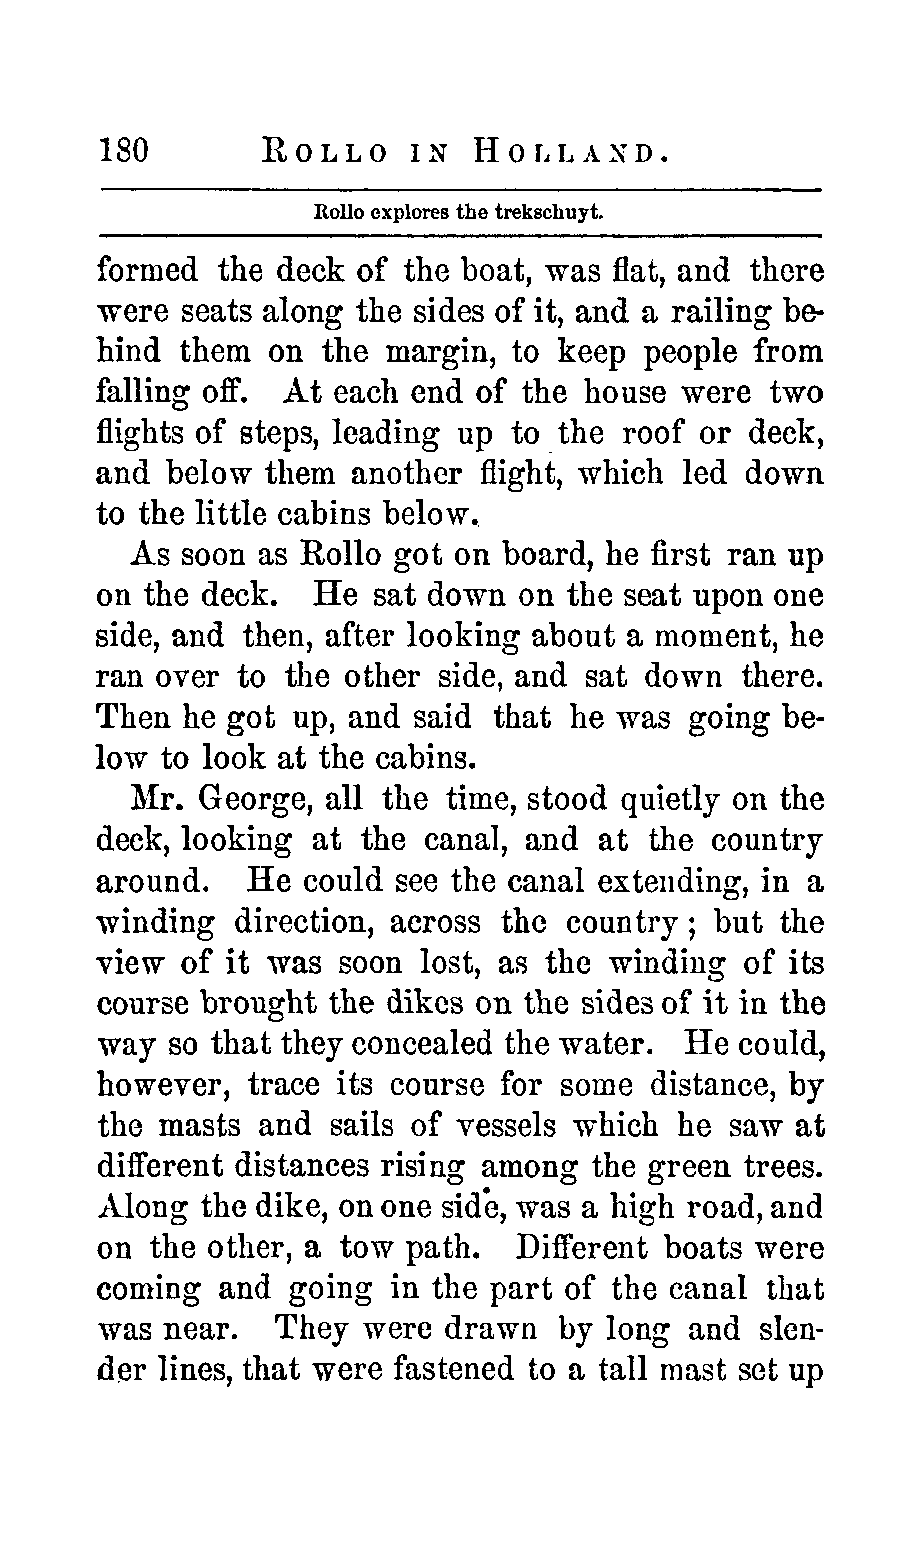 180 ROLLO IN HOLLAND.
Rollo explores the trekschuyt.
formed the deck of the boat, was flat, and there
were seats along the sides of it, and a railing be-
hind them on the margin, to keep people from
falling off. At each end of the house were two
flights of steps, leading up to the roof or deck,
and below them another flight, which led down
to the little cabins below.
As soon as Rollo got on board, he first ran up
on the deck. He sat down on the seat upon one
side, and then, after looking about a moment, he
ran over to the other side, and sat down there.
Then he got up, and said that he was going be-
low to look at the cabins.
Mr. George, all the time, stood quietly on the
deck, looking at the canal, and at the country
around. He could see the canal extending, in a
winding direction, across the country; but the
view of it was soon lost, as the winding of its
course brought the dikes on the sides of it in the
way so that they concealed the water. He could,
however, trace its course for some distance, by
the masts and sails of vessels which he saw at
different distances rising among the green trees.
Along the dike, on one side, was a high road, and
on the other, a tow path. Different boats were
coming and going in the part of the canal that
was near. They were drawn by long and slen-
der lines, that were fastened to a tall mast set up